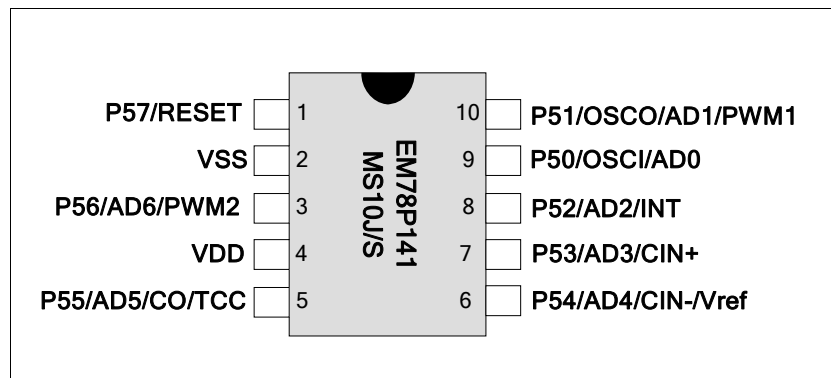 P57/RESET 1
VSS 2
P56/AD6/PWM2 3
VDD 4
P55/AD5/CO/TCC 5
EM78P141
MS10J/S
10 P51/OSCO/AD1/PWM1
9 P50/OSCI/AD0
8 P52/AD2/INT
7 P53/AD3/CIN+
6 P54/AD4/CIN-/Vref